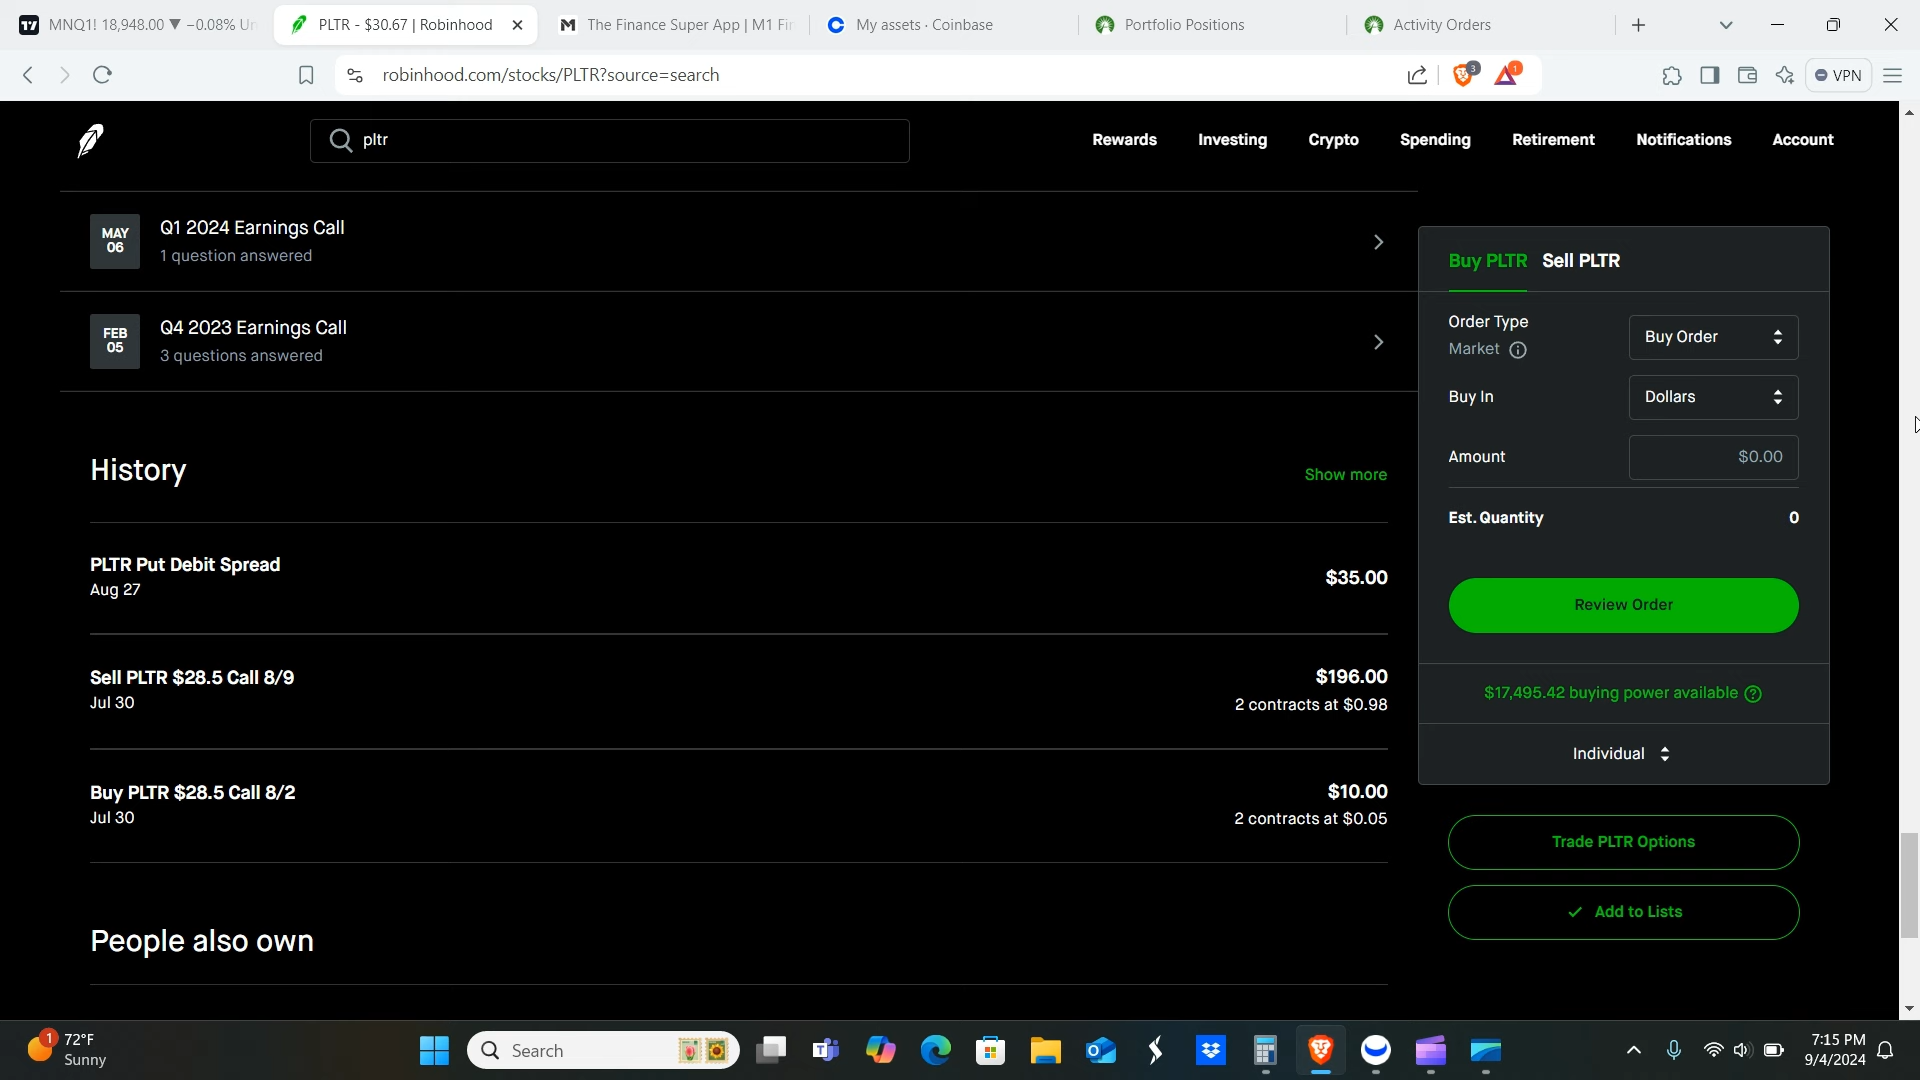 MNQ1! 18,948.00 ▼ −0.08% Un
PLTR - $30.67 | Robinhood
The Finance Super App | M1 Fin
My assets · Coinbase
Portfolio Positions
Activity Orders
robinhood.com/stocks/PLTR?source=search
3
1
VPN
pltr
Rewards
Investing
Crypto
Spending
Retirement
Notifications
Account
MAY
06
Q1 2024 Earnings Call
1 question answered
FEB
05
Q4 2023 Earnings Call
3 questions answered
History
Show more
PLTR Put Debit Spread
Aug 27
$35.00
Sell PLTR $28.5 Call 8/9
Jul 30
$196.00
2 contracts at $0.98
Buy PLTR $28.5 Call 8/2
Jul 30
$10.00
2 contracts at $0.05
People also own
Buy PLTR
Sell PLTR
Order Type
Market
Buy Order
Buy In
Dollars
Amount
$0.00
Est. Quantity
0
Review Order
$17,495.42 buying power available
Individual
Trade PLTR Options
✓ Add to Lists
1
72°F
Sunny
Search
7:15 PM
9/4/2024